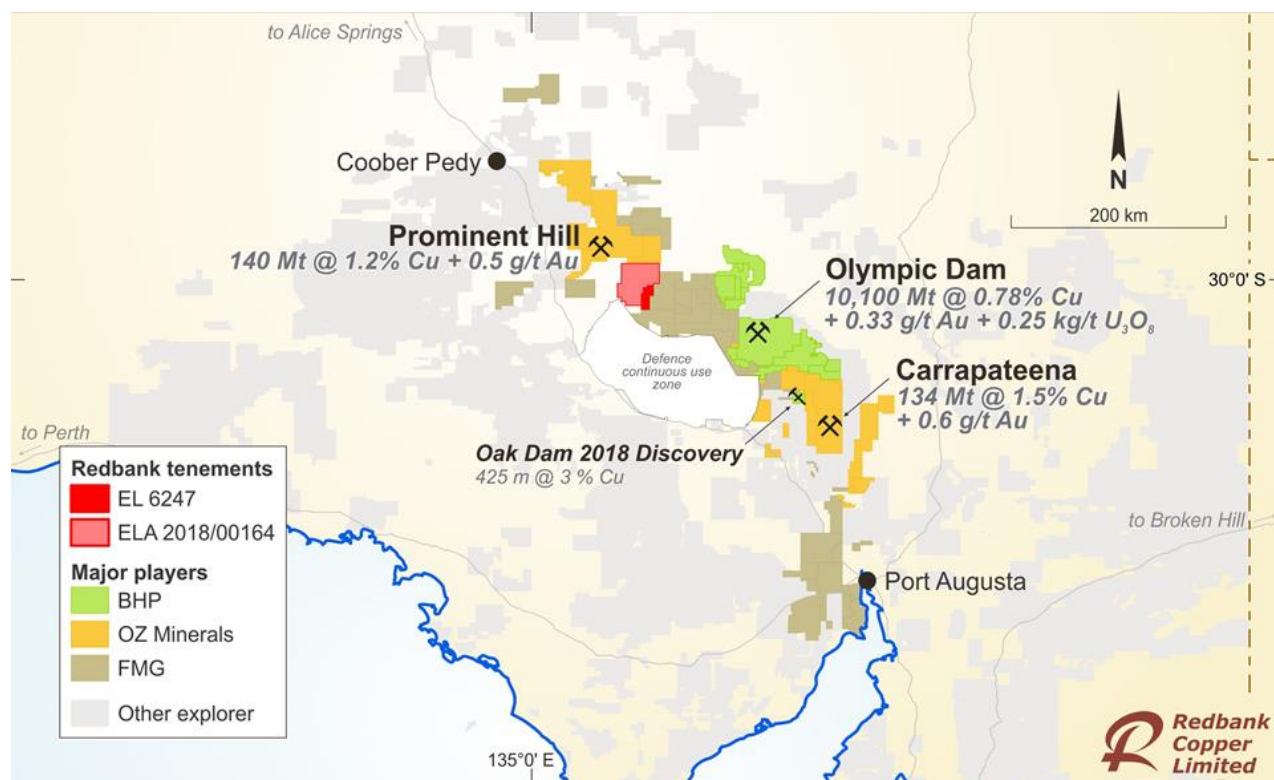 to Alice Springs
Coober Pedy
N
200 km
Prominent Hill
140 Mt @ 1.2% Cu + 0.5 g/t Au
Olympic Dam
10,100 Mt @ 0.78% Cu
+ 0.33 g/t Au + 0.25 kg/t U₃O₈
30°0' S
Defence
continuous use
zone
Carrapateena
134 Mt @ 1.5% Cu
+ 0.6 g/t Au
to Perth
Oak Dam 2018 Discovery
425 m @ 3 % Cu
Redbank tenements
EL 6247
ELA 2018/00164
Major players
BHP
OZ Minerals
FMG
Other explorer
to Broken Hill
Port Augusta
135°0' E
Redbank
Copper
Limited